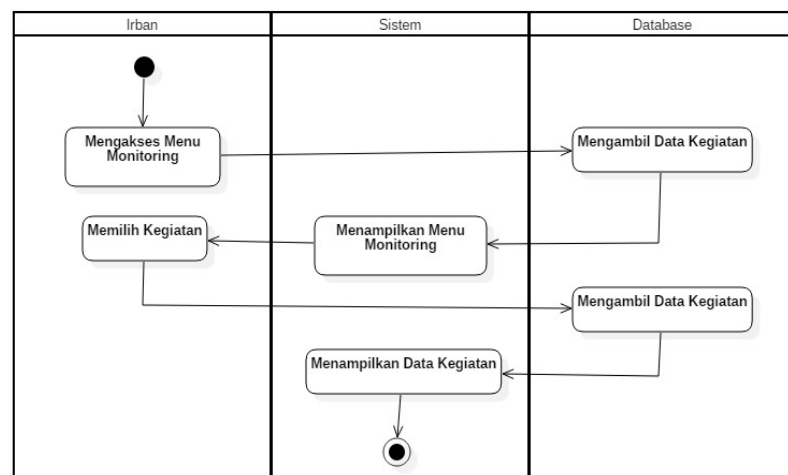 Irban
Sistem
Database
Mengakses Menu
Monitoring
Mengambil Data Kegiatan
Menampilkan Menu
Monitoring
Memilih Kegiatan
Mengambil Data Kegiatan
Menampilkan Data Kegiatan